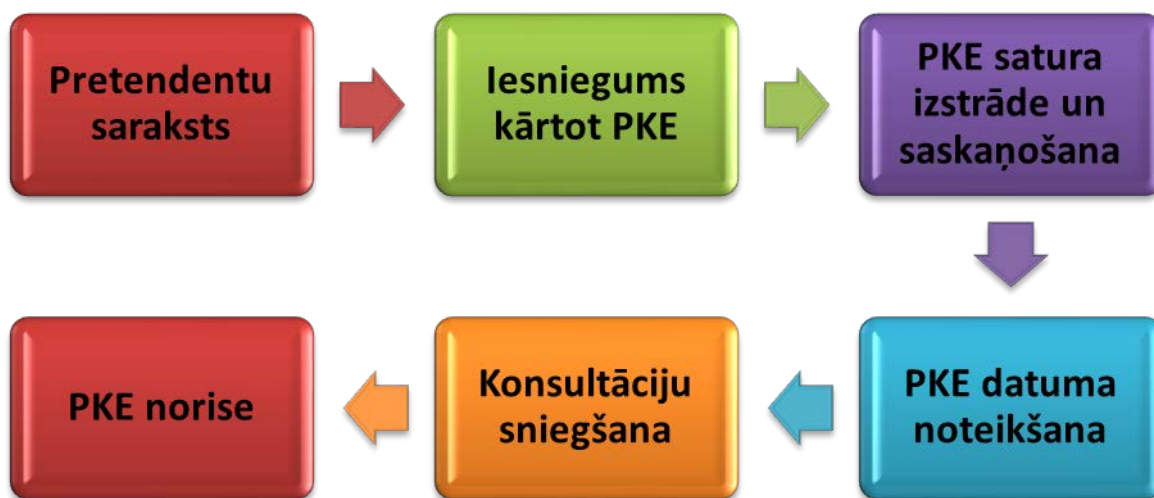 Pretendentu
saraksts
Iesniegums
kārtot PKE
PKE satura
izstrāde un
saskaņošana
PKE datuma
noteikšana
Konsultāciju
sniegšana
PKE norise